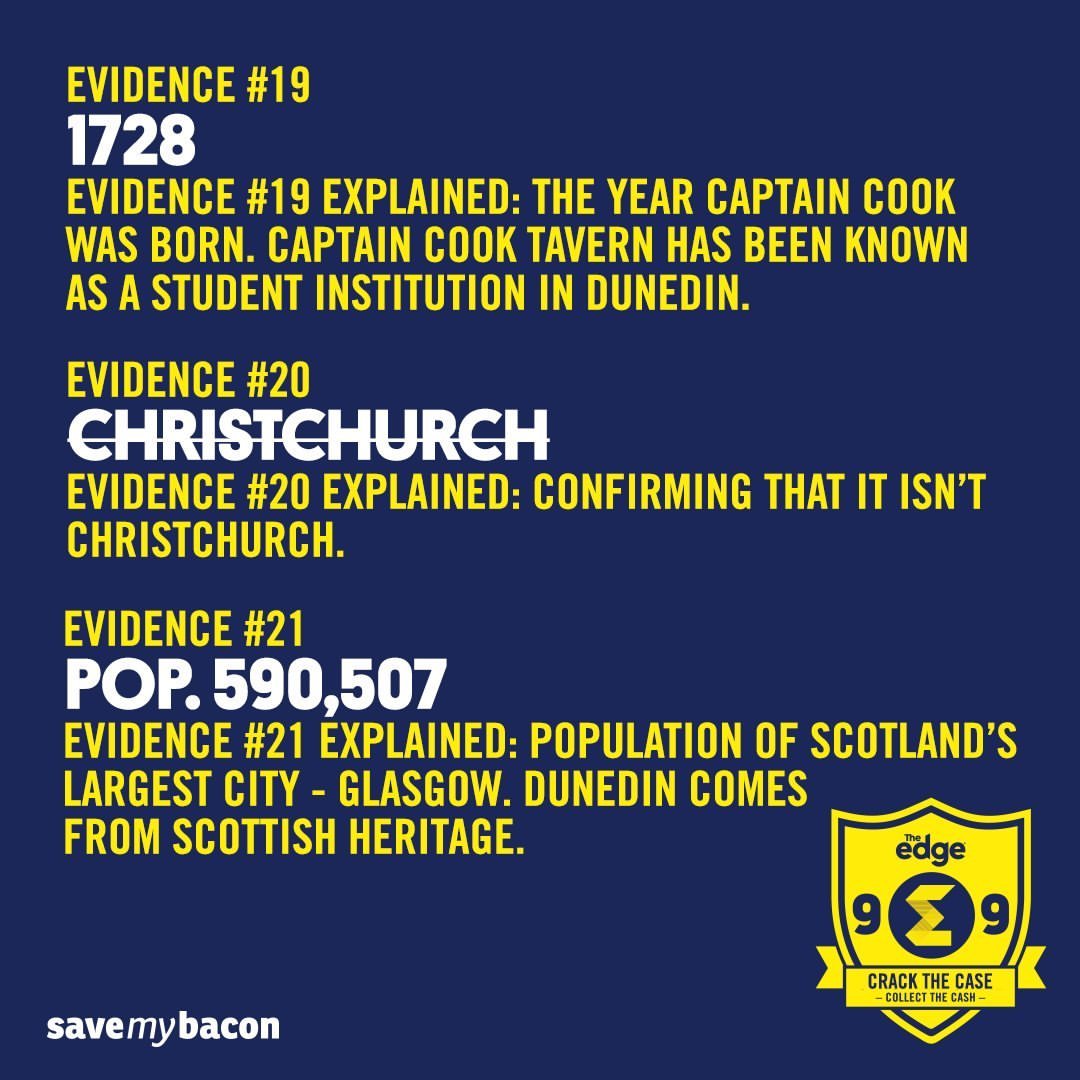 EVIDENCE #19
1728
EVIDENCE #19 EXPLAINED: THE YEAR CAPTAIN COOK
WAS BORN. CAPTAIN COOK TAVERN HAS BEEN KNOWN
AS A STUDENT INSTITUTION IN DUNEDIN.
EVIDENCE #20
CHRISTCHURCH
EVIDENCE #20 EXPLAINED: CONFIRMING THAT IT ISN'T
CHRISTCHURCH.
EVIDENCE #21
POP. 590,507
EVIDENCE #21 EXPLAINED: POPULATION OF SCOTLAND'S
LARGEST CITY - GLASGOW. DUNEDIN COMES
FROM SCOTTISH HERITAGE.
The
edge
9 9
CRACK THE CASE
– COLLECT THE CASH –
savemybacon